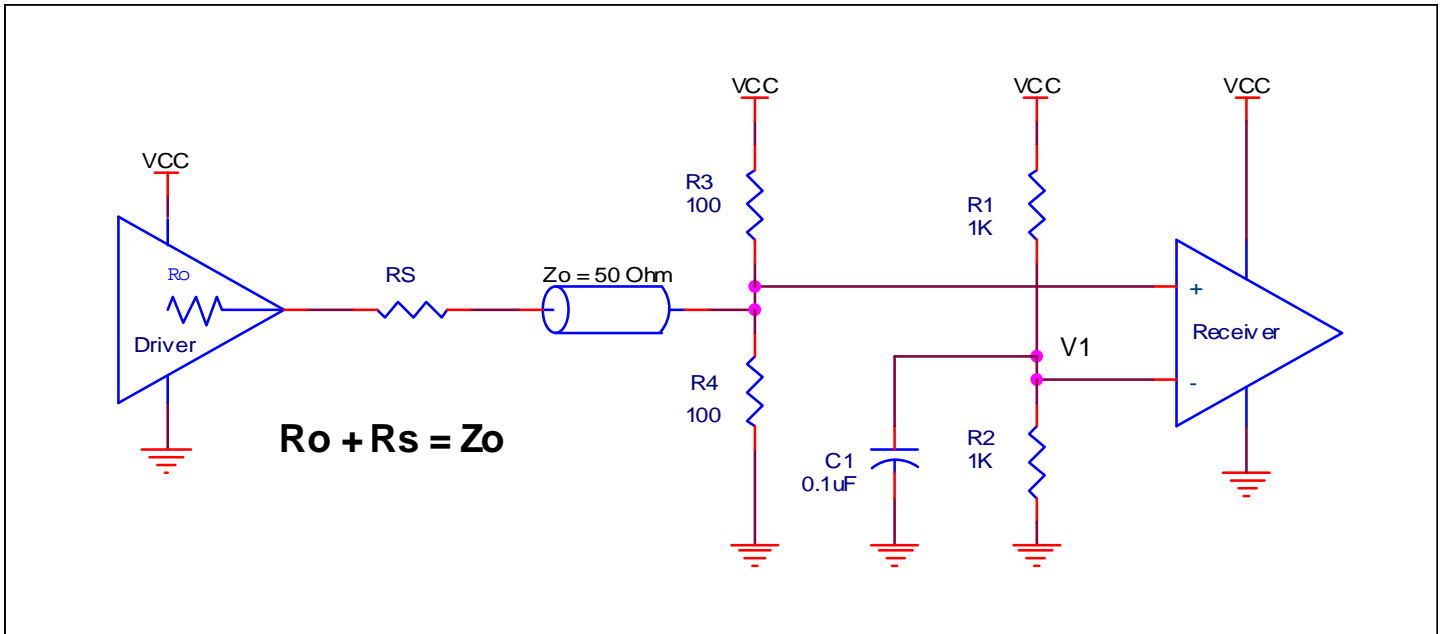 VCC
VCC
VCC
VCC
R3
100
R1
1K
Ro
RS
Zo = 50 Ohm
+
Driver
Receiver
V1
-
R4
100
Ro + Rs = Zo
R2
1K
C1
0.1uF